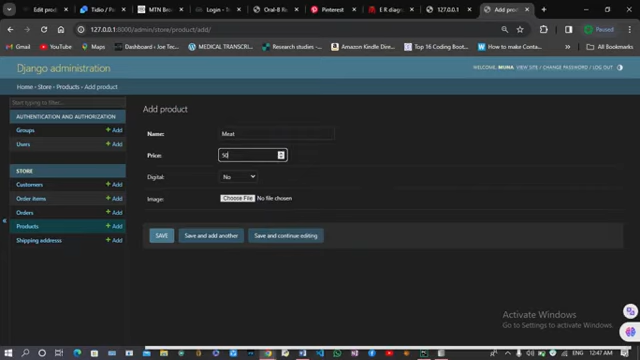 Edit prod
Tidio / Po
MTN Bro
Login -
Oral-B
Pinterest
E R diagra
127.0.0.1
Add prod
127.0.0.1:8000/admin/store/product/add/
Paused
M Gmail
YouTube
Maps
Dashboard | Joe Tec...
MEDICAL TRANSCRI...
Research studies -...
Amazon Kindle Direc...
Top 16 Coding Boot...
How to make Conta...
All Bookmarks
Django administration
WELCOME, MUNA. VIEW SITE / CHANGE PASSWORD / LOG OUT
Home › Store › Products › Add product
Start typing to filter...
AUTHENTICATION AND AUTHORIZATION
Groups + Add
Users + Add
STORE
Customers + Add
Order items + Add
Orders + Add
Products + Add
Shipping addresss + Add
«
Add product
Name: Meat
Price: 50
Digital: No
Image: Choose File No file chosen
SAVE
Save and add another
Save and continue editing
Activate Windows
Go to Settings to activate Windows.
ENG
12:47 AM